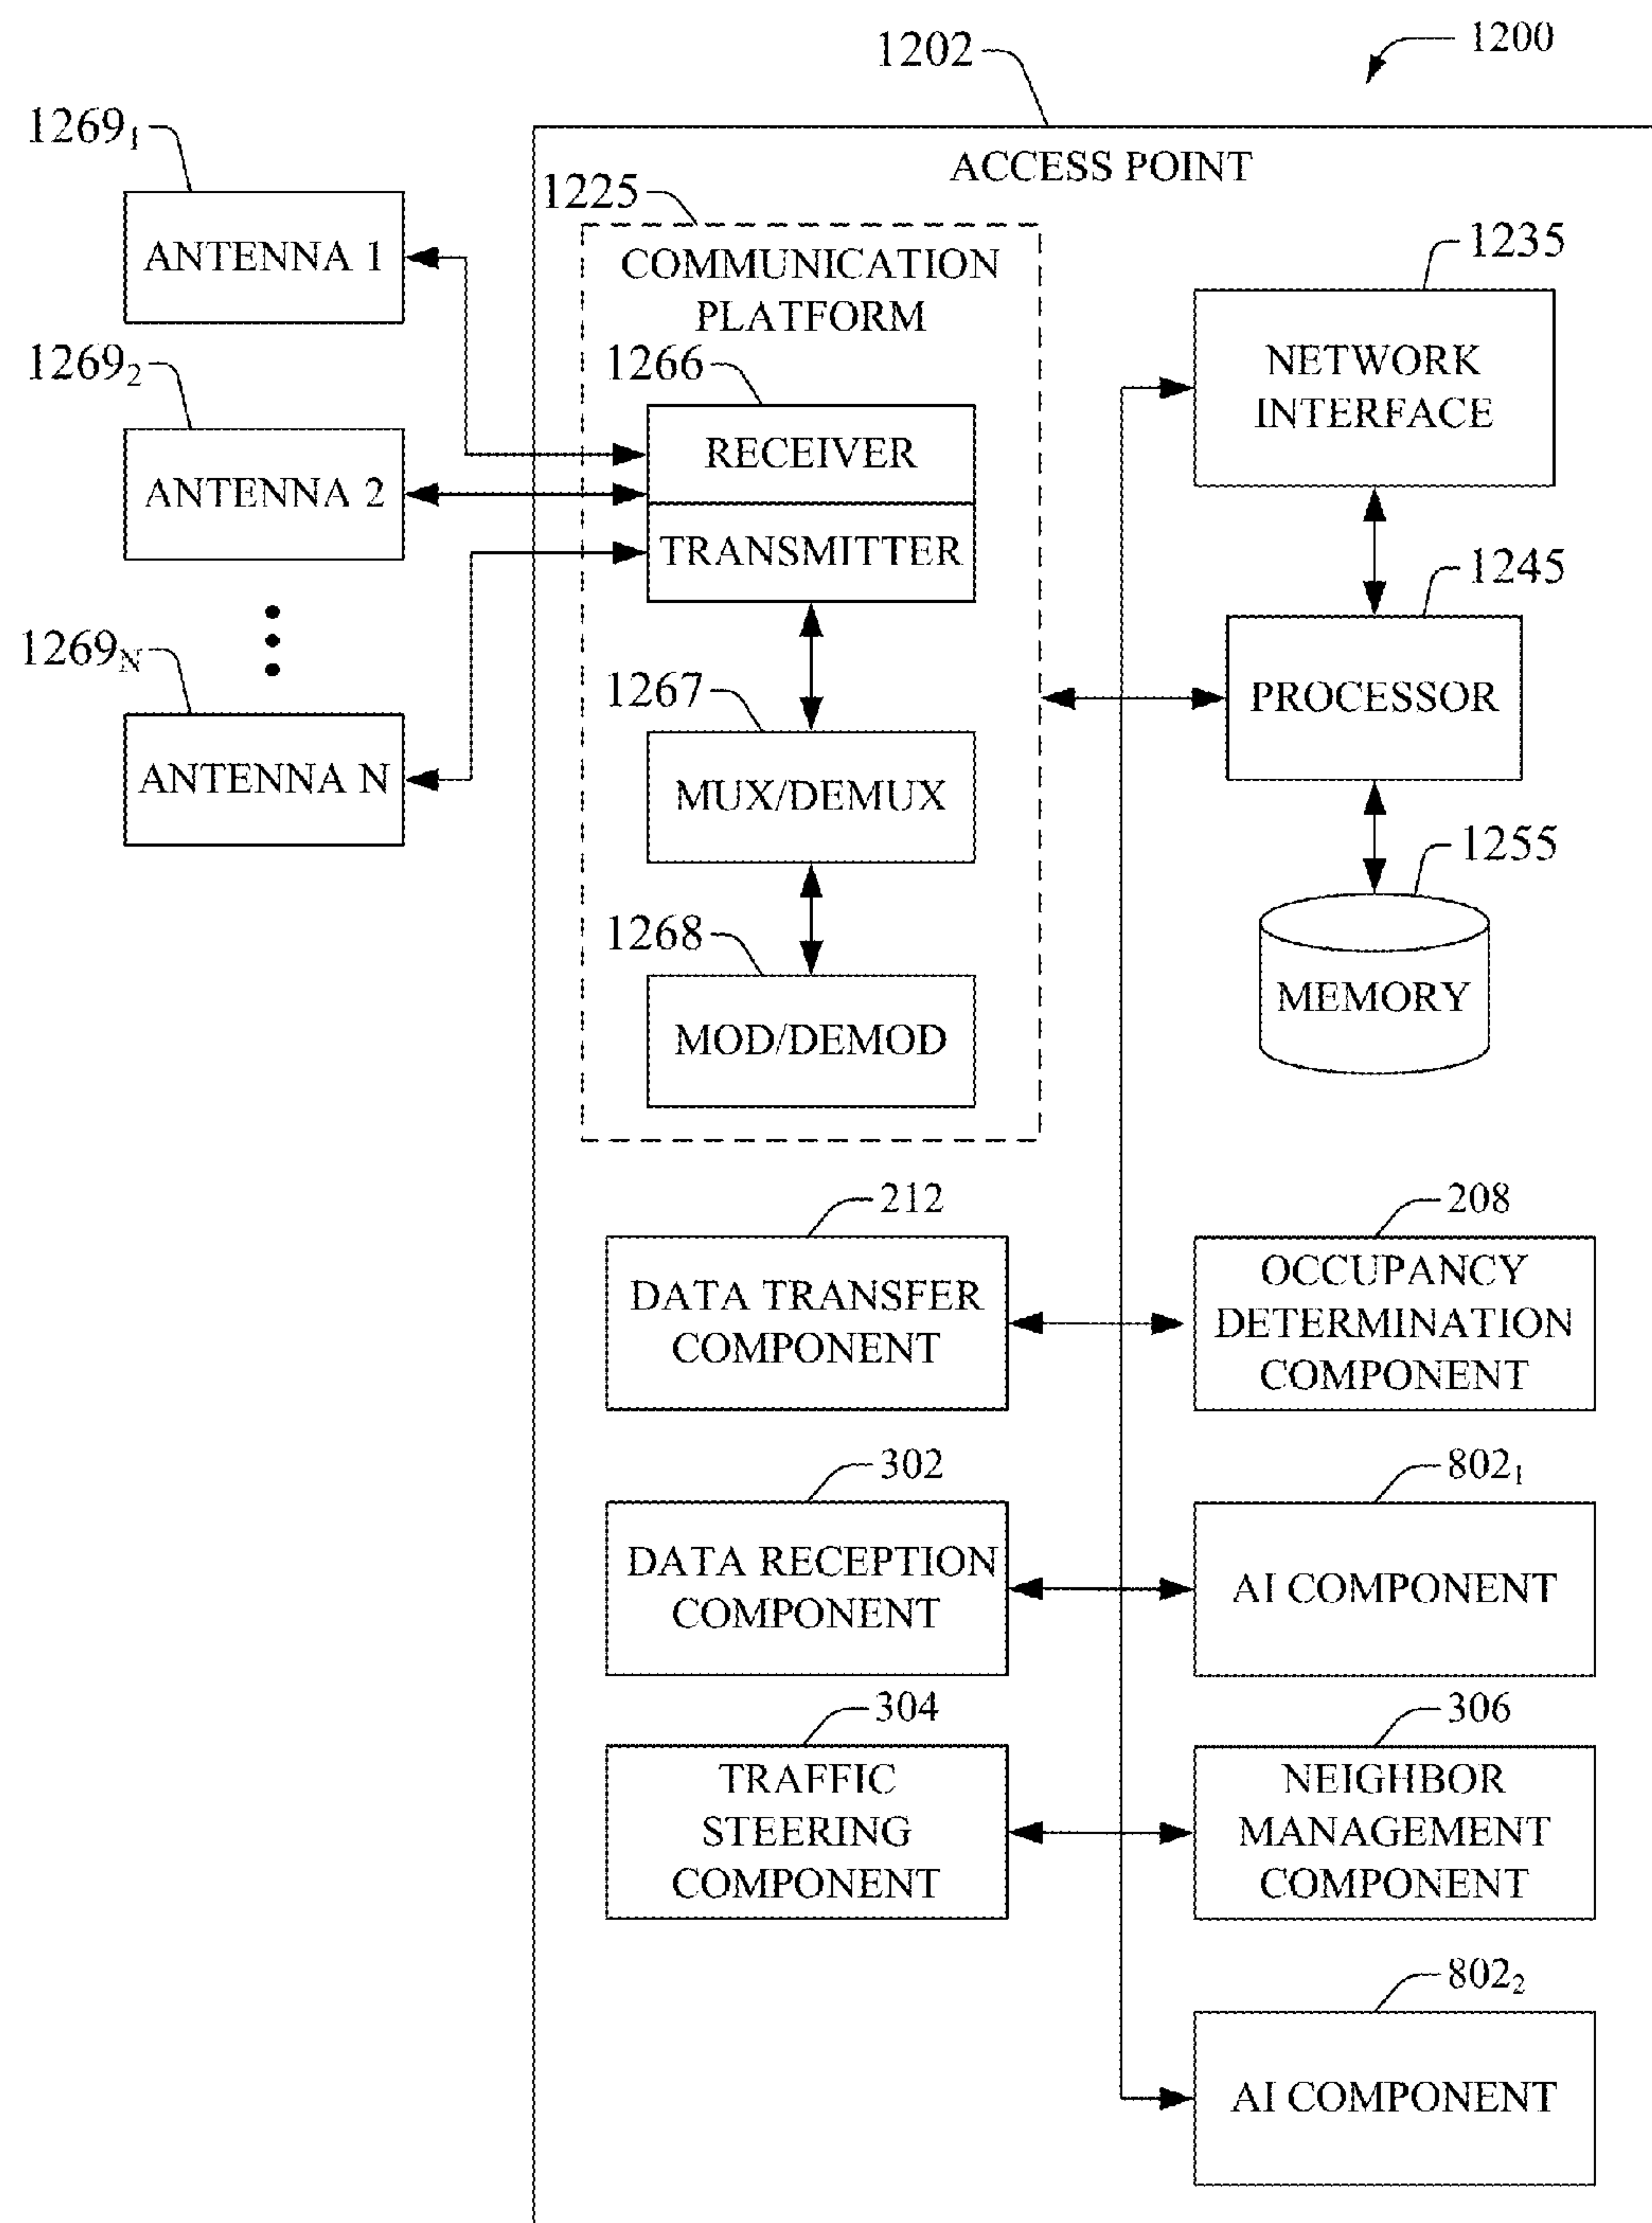 1200
1202
ACCESS POINT
1269₁
ANTENNA 1
1269₂
ANTENNA 2
1269N
ANTENNA N
1225
COMMUNICATION
PLATFORM
1266
RECEIVER
TRANSMITTER
1267
MUX/DEMUX
1268
MOD/DEMOD
1235
NETWORK
INTERFACE
1245
PROCESSOR
1255
MEMORY
212
DATA TRANSFER
COMPONENT
208
OCCUPANCY
DETERMINATION
COMPONENT
302
DATA RECEPTION
COMPONENT
802₁
AI COMPONENT
304
TRAFFIC
STEERING
COMPONENT
306
NEIGHBOR
MANAGEMENT
COMPONENT
802₂
AI COMPONENT